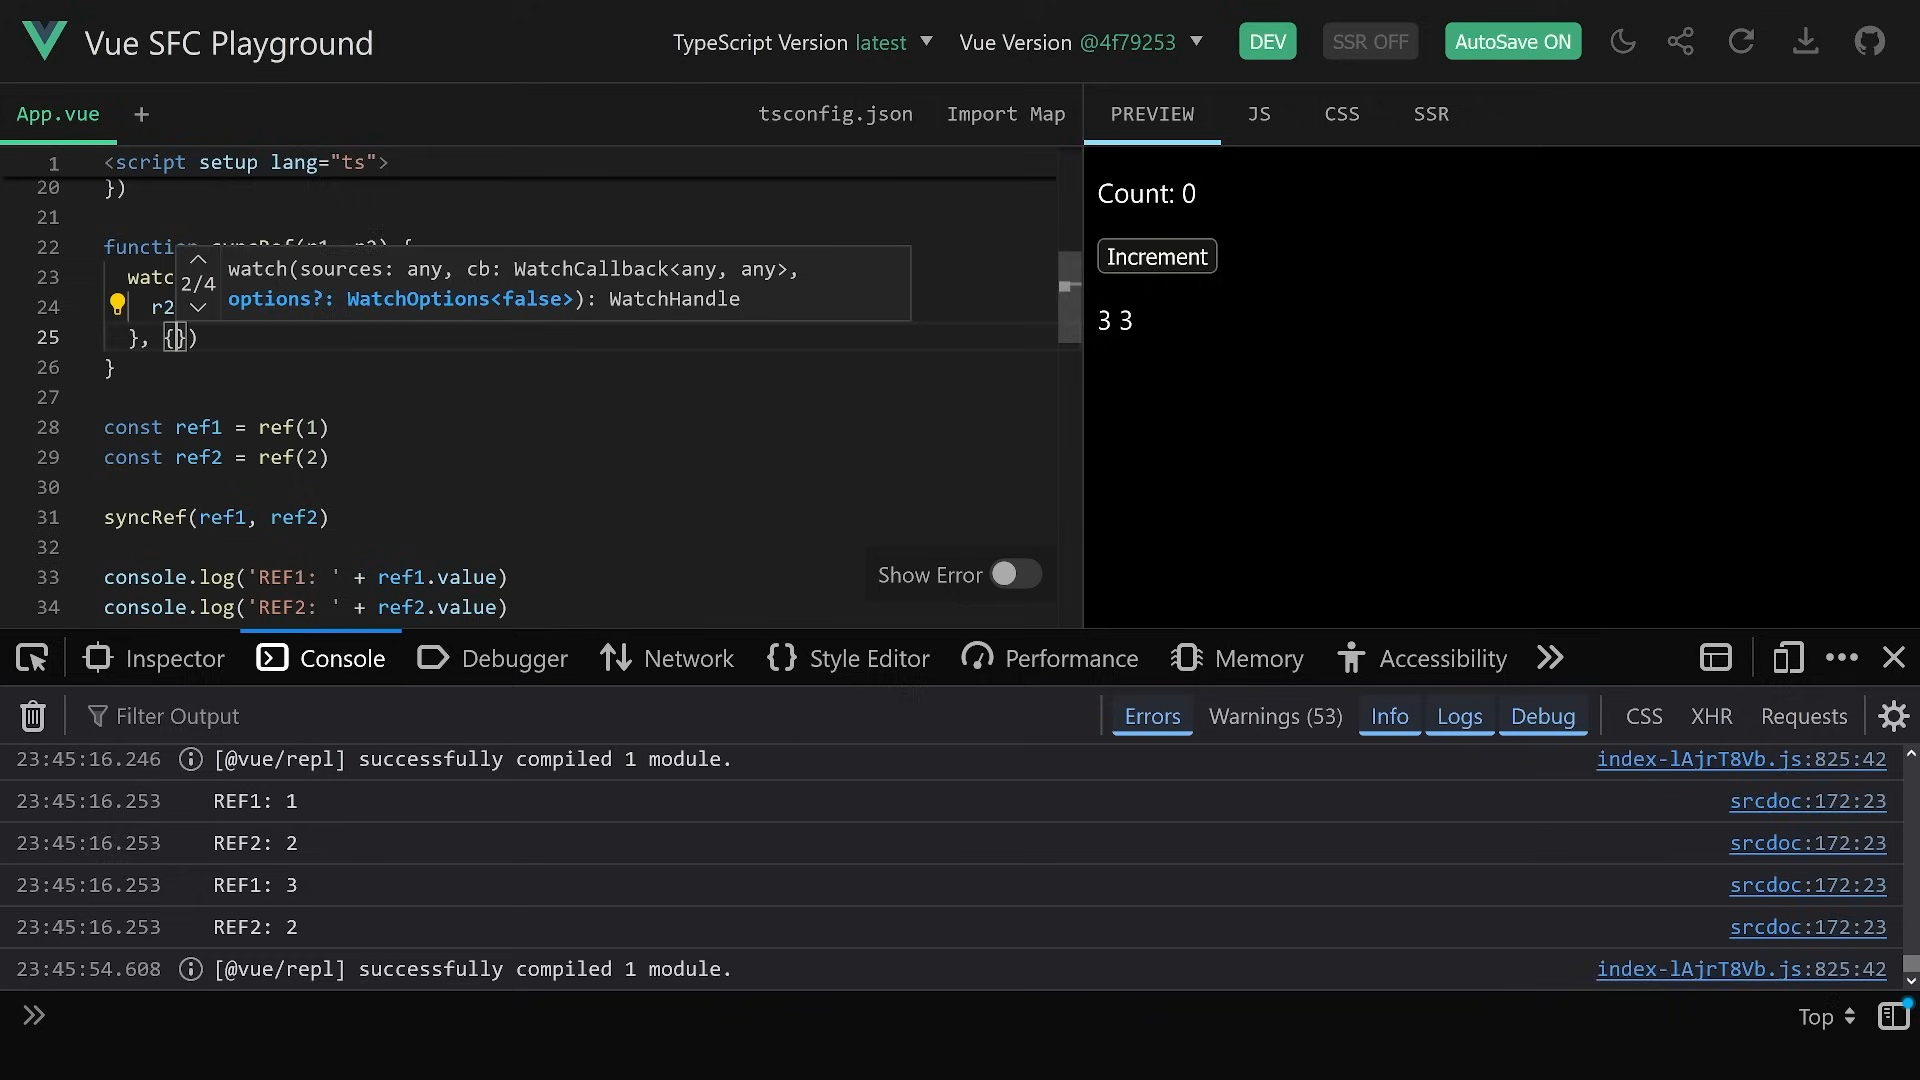 Vue SFC Playground
TypeScript Version latest
Vue Version @4f79253
DEV
SSR OFF
AutoSave ON
App.vue
+
tsconfig.json
Import Map
PREVIEW
JS
CSS
SSR
1 <script setup lang="ts">
20 })
21
22 function syncRef(r1, r2) {
23 watc
24 r2
25 }, {})
26 }
27
28 const ref1 = ref(1)
29 const ref2 = ref(2)
30
31 syncRef(ref1, ref2)
32
33 console.log('REF1: ' + ref1.value)
34 console.log('REF2: ' + ref2.value)
2/4
watch(sources: any, cb: WatchCallback<any, any>,
options?: WatchOptions<false>): WatchHandle
Show Error
Count: 0
Increment
3 3
Inspector
Console
Debugger
Network
Style Editor
Performance
Memory
Accessibility
Filter Output
Errors
Warnings (53)
Info
Logs
Debug
CSS
XHR
Requests
23:45:16.246 [@vue/repl] successfully compiled 1 module. index-lAjrT8Vb.js:825:42
23:45:16.253 REF1: 1 srcdoc:172:23
23:45:16.253 REF2: 2 srcdoc:172:23
23:45:16.253 REF1: 3 srcdoc:172:23
23:45:16.253 REF2: 2 srcdoc:172:23
23:45:54.608 [@vue/repl] successfully compiled 1 module. index-lAjrT8Vb.js:825:42
Top